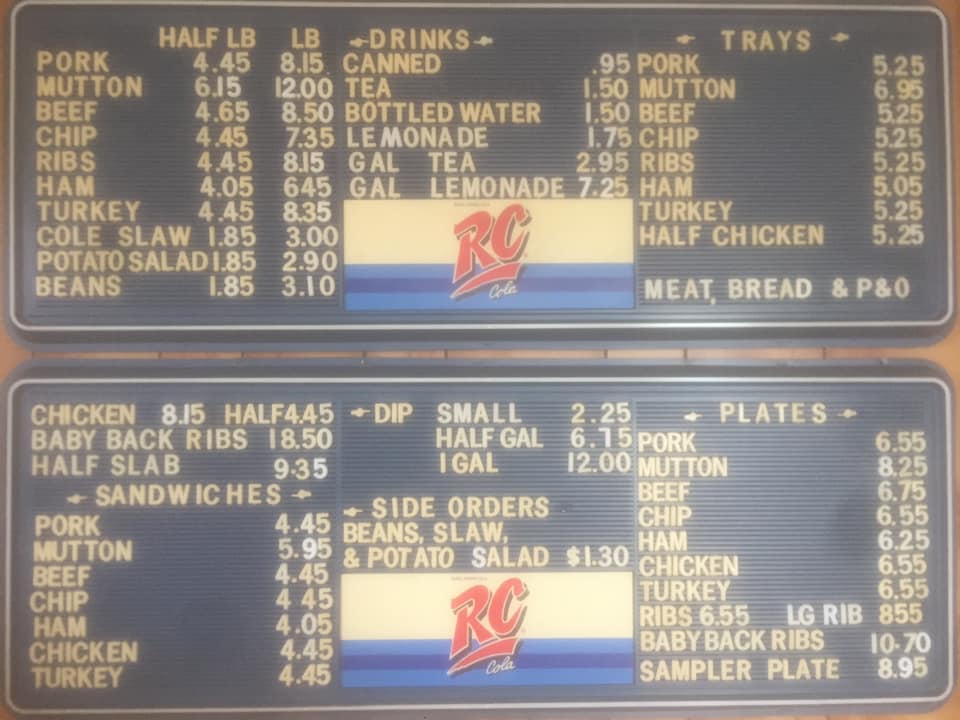 HALF LB LB
PORK 4.45 8.15
MUTTON 6.15 12.00
BEEF 4.65 8.50
CHIP 4.45 7.35
RIBS 4.45 8.15
HAM 4.05 645
TURKEY 4.45 8.35
COLE SLAW 1.85 3.00
POTATO SALAD 1.85 2.90
BEANS 1.85 3.10
DRINKS
CANNED .95
TEA 1.50
BOTTLED WATER 1.50
LEMONADE 1.75
GAL TEA 2.95
GAL LEMONADE 7.25
RC
Cola
TRAYS
PORK 5.25
MUTTON 6.95
BEEF 5.25
CHIP 5.25
RIBS 5.25
HAM 5.05
TURKEY 5.25
HALF CHICKEN 5.25
MEAT, BREAD & P&O
CHICKEN 8.15 HALF 4.45
BABY BACK RIBS 18.50
HALF SLAB 9.35
SANDWICHES
PORK 4.45
MUTTON 5.95
BEEF 4.45
CHIP 4 45
HAM 4.05
CHICKEN 4.45
TURKEY 4.45
DIP SMALL 2.25
HALF GAL 6.15
1 GAL 12.00
SIDE ORDERS
BEANS, SLAW,
& POTATO SALAD $1.30
RC
Cola
PLATES
PORK 6.55
MUTTON 8.25
BEEF 6.75
CHIP 6.55
HAM 6.25
CHICKEN 6.55
TURKEY 6.55
RIBS 6.55 LG RIB 855
BABY BACK RIBS 10-70
SAMPLER PLATE 8.95